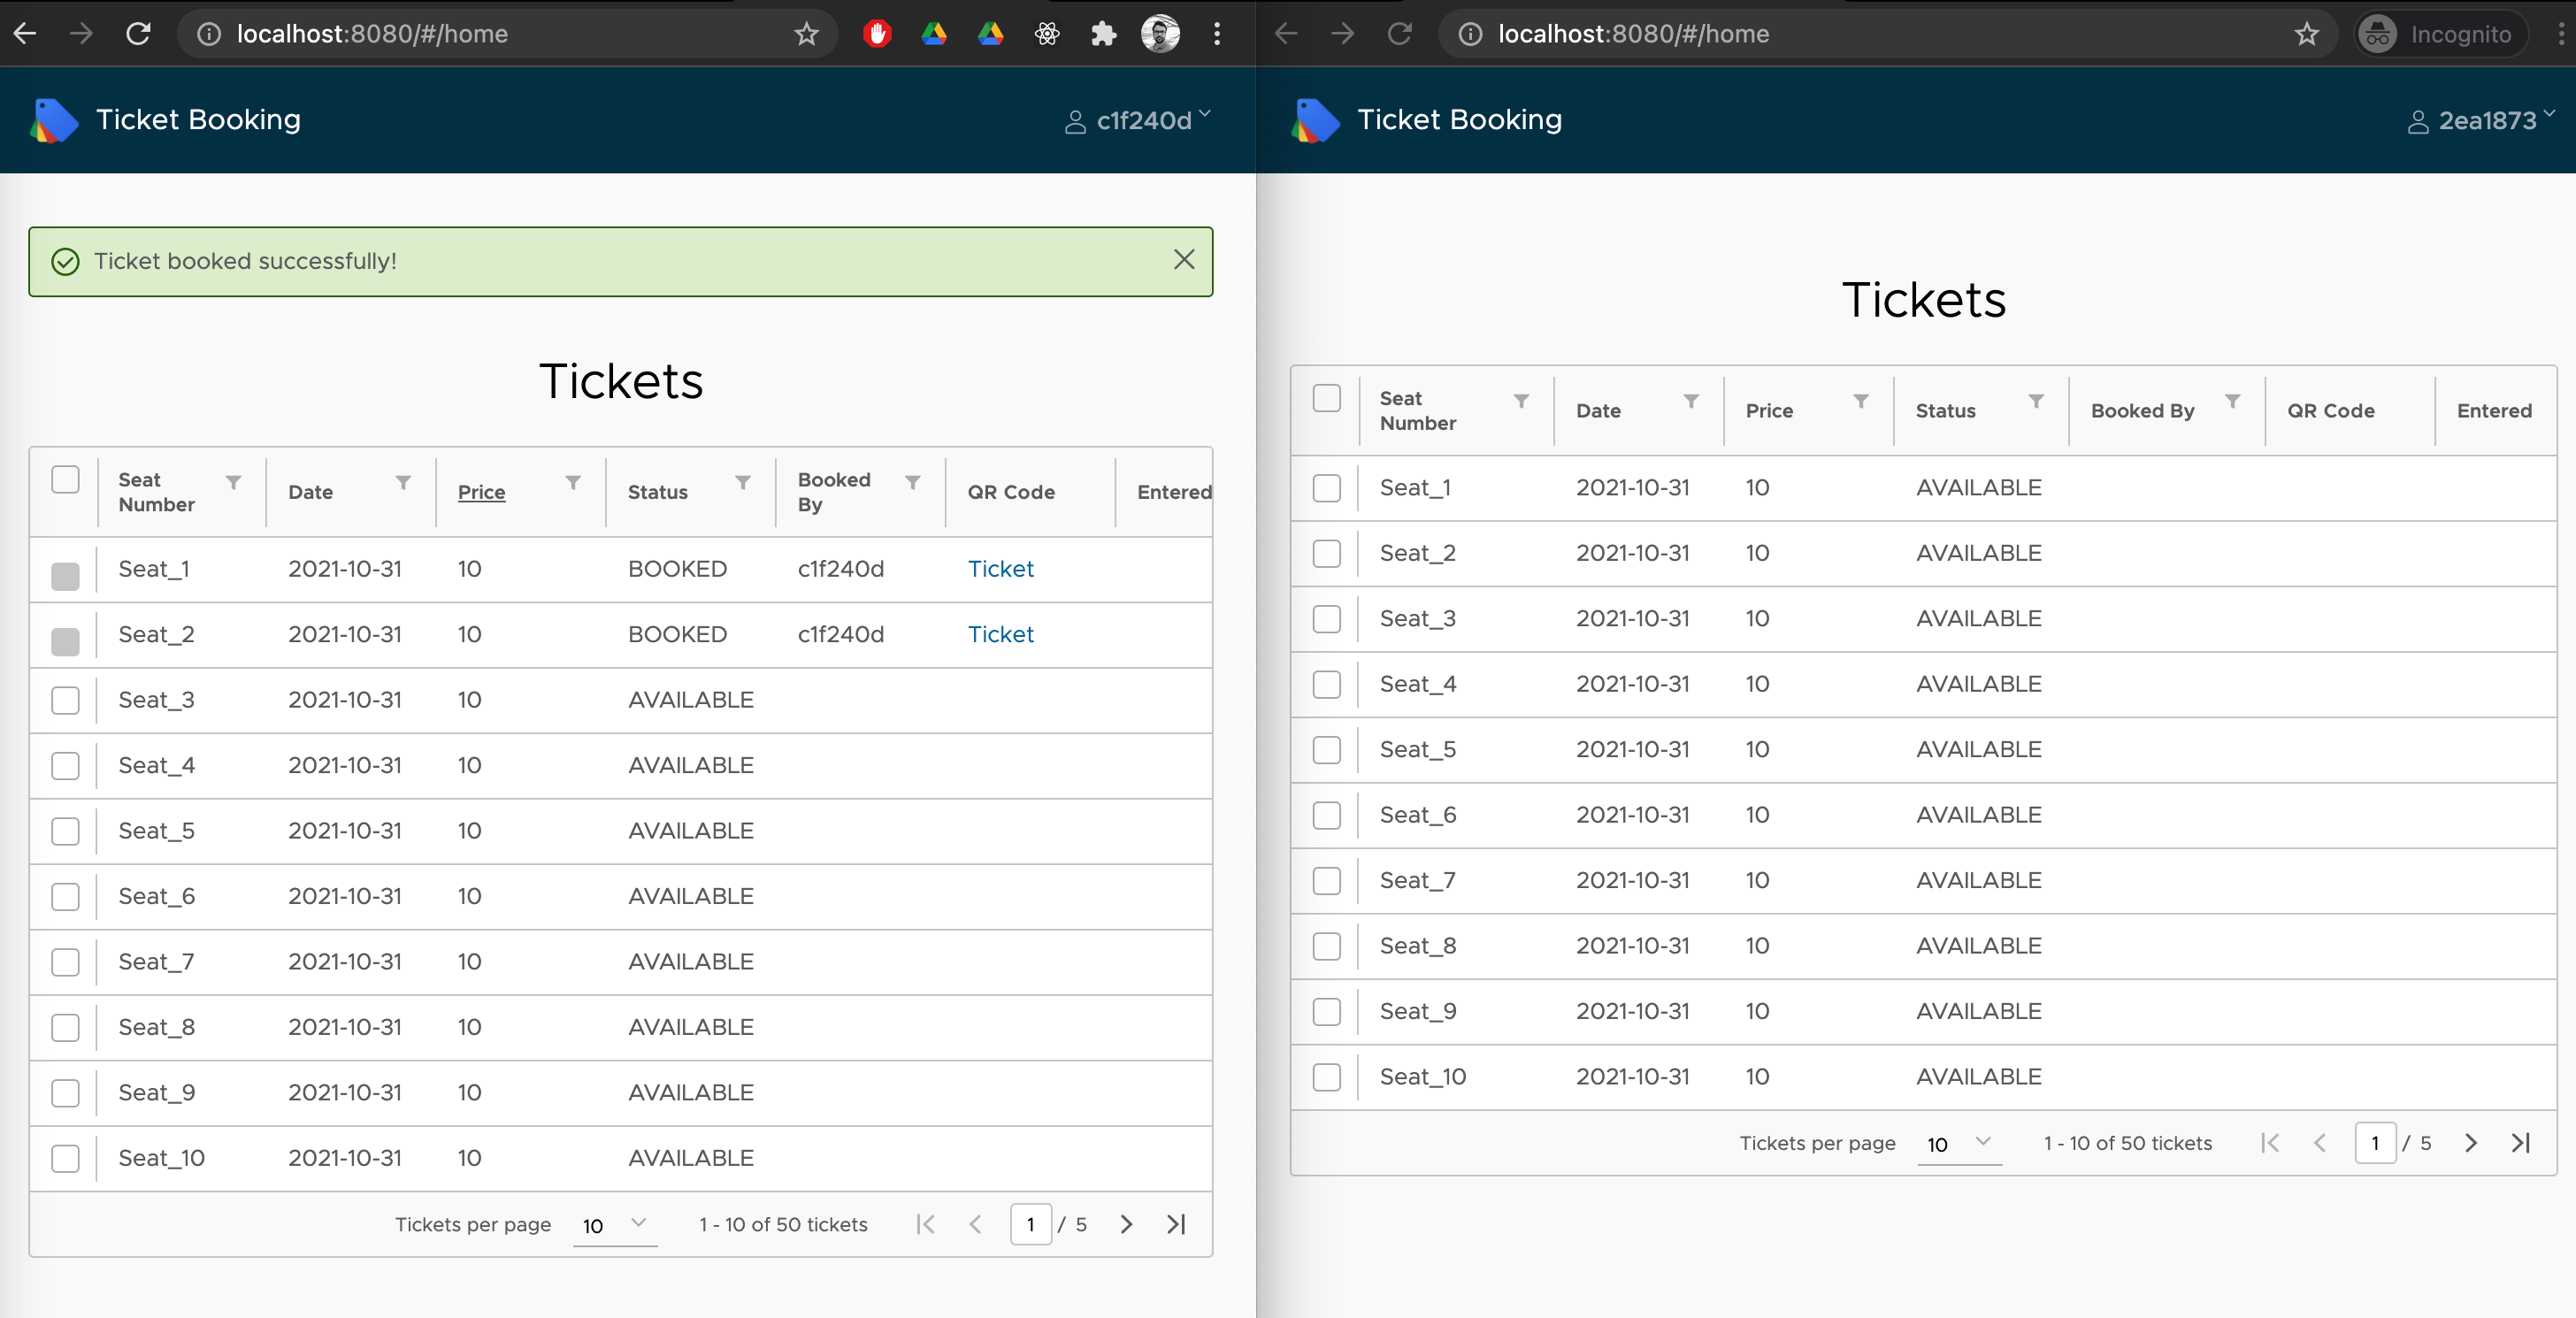 localhost:8080/#/home
Ticket Booking
c1f240d
Ticket booked successfully!
Tickets
Seat Number Date Price Status Booked By QR Code Entered
Seat_1 2021-10-31 10 BOOKED c1f240d Ticket
Seat_2 2021-10-31 10 BOOKED c1f240d Ticket
Seat_3 2021-10-31 10 AVAILABLE
Seat_4 2021-10-31 10 AVAILABLE
Seat_5 2021-10-31 10 AVAILABLE
Seat_6 2021-10-31 10 AVAILABLE
Seat_7 2021-10-31 10 AVAILABLE
Seat_8 2021-10-31 10 AVAILABLE
Seat_9 2021-10-31 10 AVAILABLE
Seat_10 2021-10-31 10 AVAILABLE
Tickets per page 10 1 - 10 of 50 tickets 1 / 5
localhost:8080/#/home Incognito
Ticket Booking
2ea1873
Tickets
Seat Number Date Price Status Booked By QR Code Entered
Seat_1 2021-10-31 10 AVAILABLE
Seat_2 2021-10-31 10 AVAILABLE
Seat_3 2021-10-31 10 AVAILABLE
Seat_4 2021-10-31 10 AVAILABLE
Seat_5 2021-10-31 10 AVAILABLE
Seat_6 2021-10-31 10 AVAILABLE
Seat_7 2021-10-31 10 AVAILABLE
Seat_8 2021-10-31 10 AVAILABLE
Seat_9 2021-10-31 10 AVAILABLE
Seat_10 2021-10-31 10 AVAILABLE
Tickets per page 10 1 - 10 of 50 tickets 1 / 5